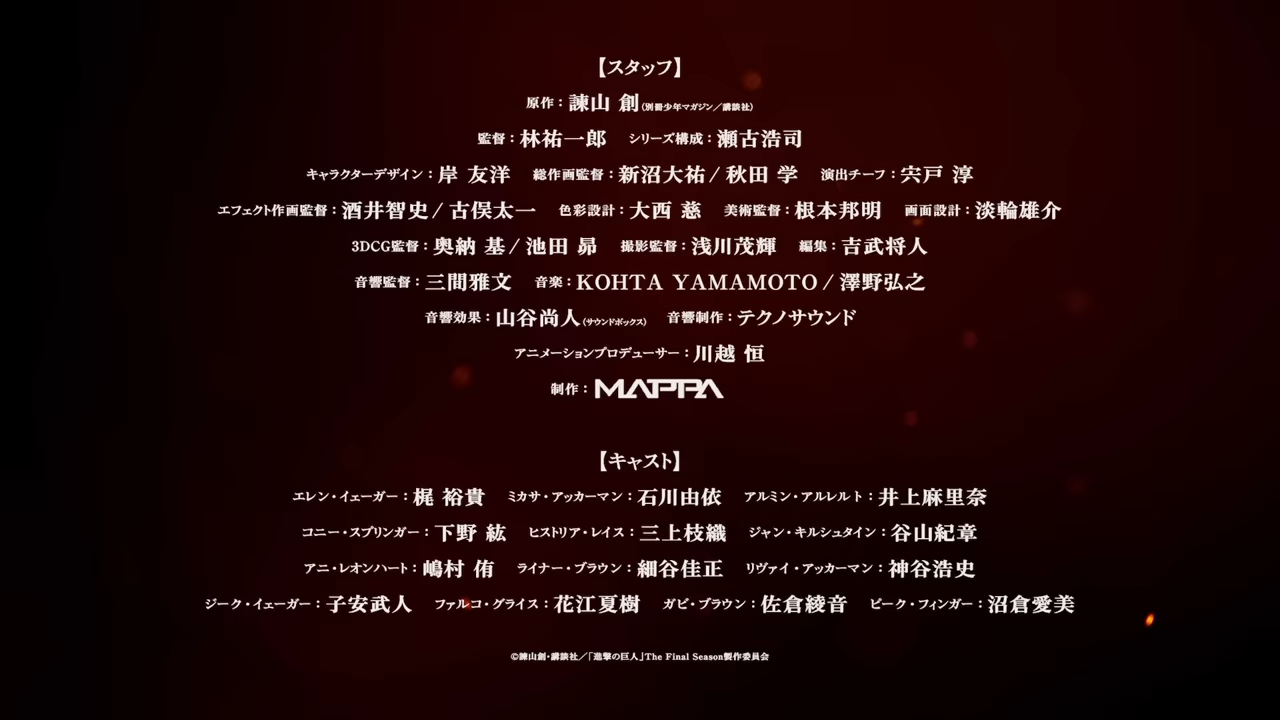 【スタッフ】
原作：諫山 創（別冊少年マガジン／講談社）
監督：林祐一郎　シリーズ構成：瀬古浩司
キャラクターデザイン：岸 友洋　総作画監督：新沼大祐／秋田 学　演出チーフ：宍戸 淳
エフェクト作画監督：酒井智史／古俣太一　色彩設計：大西 慈　美術監督：根本邦明　画面設計：淡輪雄介
3DCG監督：奥納 基／池田 昴　撮影監督：浅川茂輝　編集：吉武将人
音響監督：三間雅文　音楽：KOHTA YAMAMOTO／澤野弘之
音響効果：山谷尚人（サウンドボックス）　音響制作：テクノサウンド
アニメーションプロデューサー：川越 恒
制作：MAPPA
【キャスト】
エレン・イェーガー：梶 裕貴　ミカサ・アッカーマン：石川由依　アルミン・アルレルト：井上麻里奈
コニー・スプリンガー：下野 紘　ヒストリア・レイス：三上枝織　ジャン・キルシュタイン：谷山紀章
アニ・レオンハート：嶋村 侑　ライナー・ブラウン：細谷佳正　リヴァイ・アッカーマン：神谷浩史
ジーク・イェーガー：子安武人　ファルコ・グライス：花江夏樹　ガビ・ブラウン：佐倉綾音　ピーク・フィンガー：沼倉愛美
©諫山創・講談社／「進撃の巨人」The Final Season製作委員会